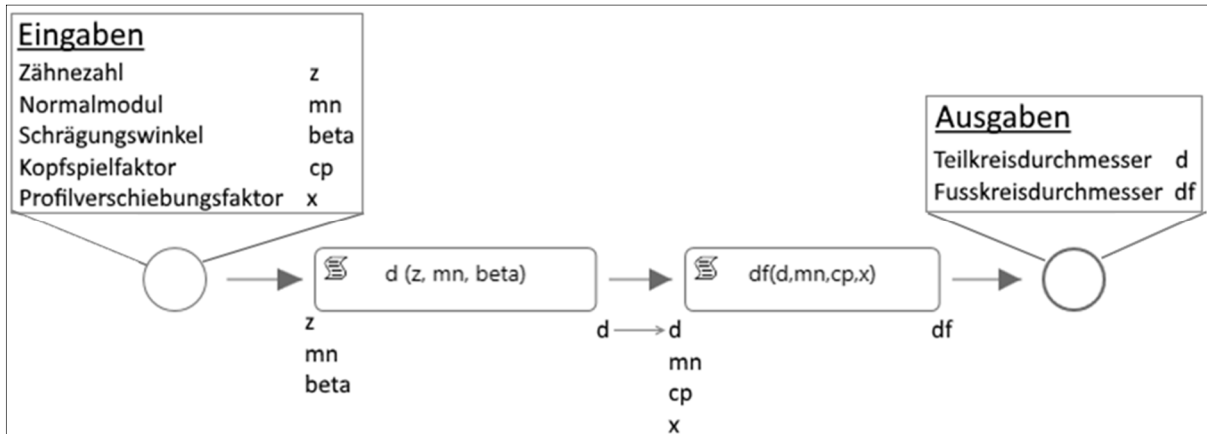 Eingaben
Zähnezahl z
Normalmodul mn
Schrägungswinkel beta
Kopfspielfaktor cp
Profilverschiebungsfaktor x
Ausgaben
Teilkreisdurchmesser d
Fusskreisdurchmesser df
d (z, mn, beta)
df(d,mn,cp,x)
z
mn
beta
d
d
mn
cp
x
df